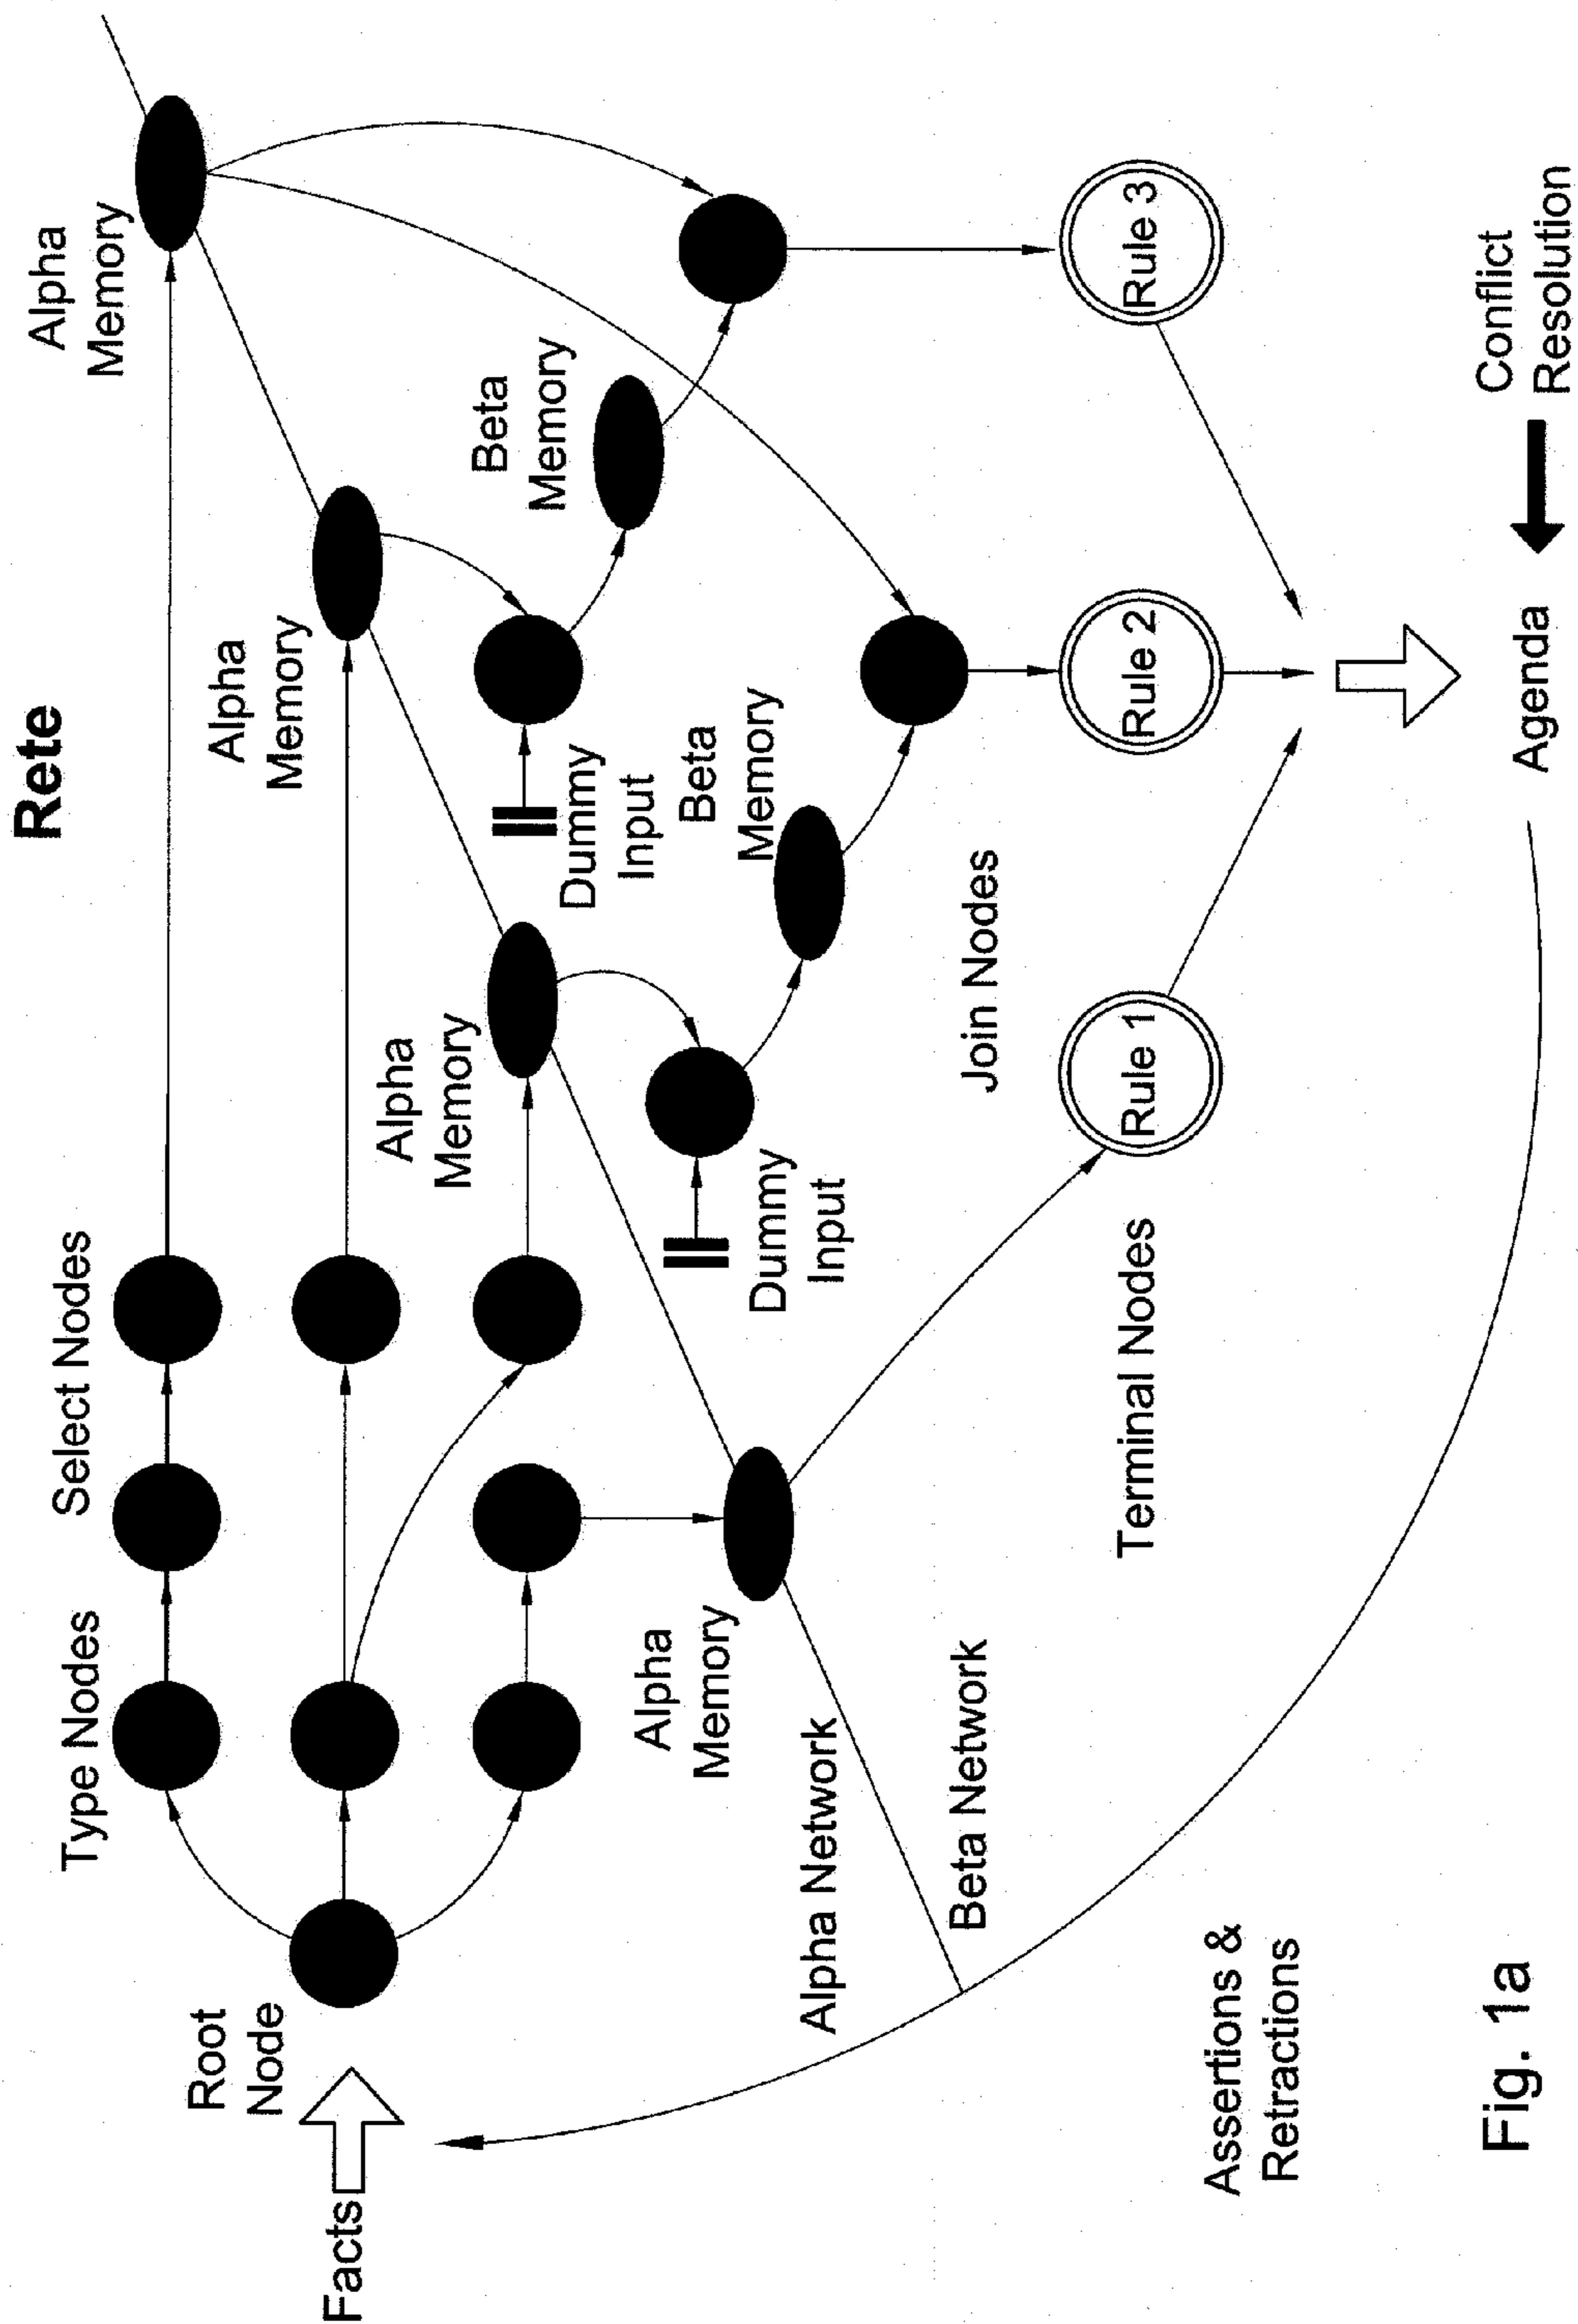 Rete
Type Nodes
Select Nodes
Alpha
Memory
Root
Node
Alpha
Memory
Facts
Alpha
Memory
Beta
Memory
Dummy
Input
Alpha
Memory
Beta
Memory
Dummy
Input
Alpha Network
Join Nodes
Beta Network
Terminal Nodes
Rule 1
Rule 2
Rule 3
Assertions &
Retractions
Agenda
Conflict
Resolution
Fig. 1a